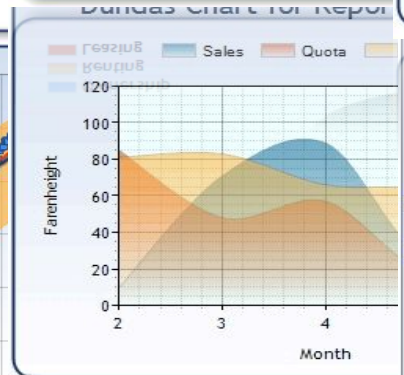 Dundas Chart for Repor
Leasing
Sales
Quota
Renting
120
100
80
60
40
20
0
Farenheight
2
3
4
Month